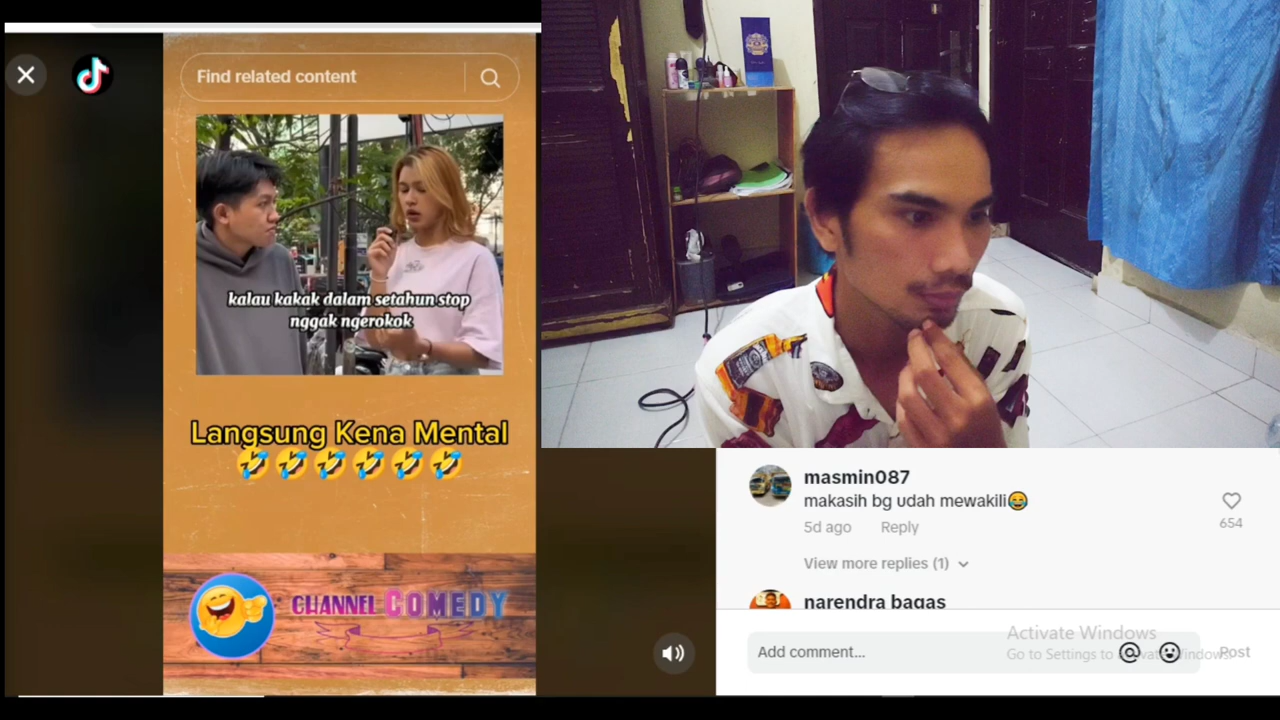 Find related content
kalau kakak dalam setahun stop
nggak ngerokok
Langsung Kena Mental
🤣🤣🤣🤣🤣🤣
CHANNEL COMEDY
masmin087
makasih bg udah mewakili😂
5d ago Reply
654
View more replies (1)
narendra bagas
Activate Windows
Add comment...
Post